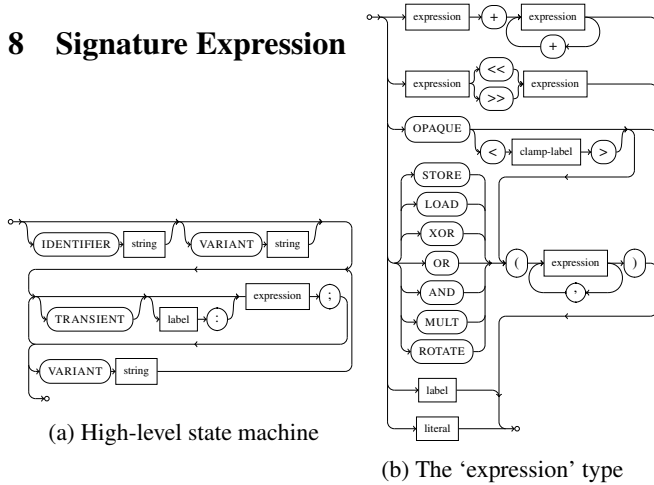 8 Signature Expression
IDENTIFIER string VARIANT string
TRANSIENT label : expression ;
VARIANT string
(a) High-level state machine
expression + expression
+
expression << expression
>>
OPAQUE
< clamp-label >
STORE
LOAD
XOR
OR ( expression )
,
AND
MULT
ROTATE
label
literal
(b) The ‘expression’ type